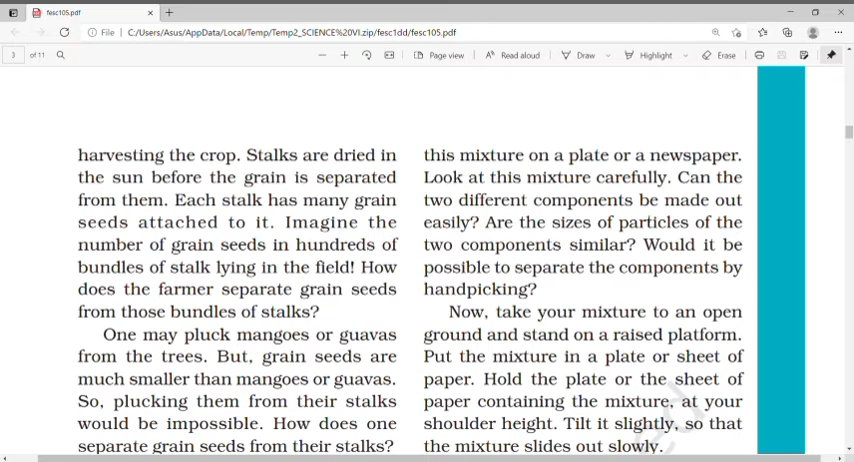 fesc105.pdf
File
C:/Users/Asus/AppData/Local/Temp/Temp2_SCIENCE%20VI.zip/fesc1dd/fesc105.pdf
3 of 11
Page view
Read aloud
Draw
Highlight
Erase
harvesting the crop. Stalks are dried in
the sun before the grain is separated
from them. Each stalk has many grain
seeds attached to it. Imagine the
number of grain seeds in hundreds of
bundles of stalk lying in the field! How
does the farmer separate grain seeds
from those bundles of stalks?
One may pluck mangoes or guavas
from the trees. But, grain seeds are
much smaller than mangoes or guavas.
So, plucking them from their stalks
would be impossible. How does one
separate grain seeds from their stalks?
this mixture on a plate or a newspaper.
Look at this mixture carefully. Can the
two different components be made out
easily? Are the sizes of particles of the
two components similar? Would it be
possible to separate the components by
handpicking?
Now, take your mixture to an open
ground and stand on a raised platform.
Put the mixture in a plate or sheet of
paper. Hold the plate or the sheet of
paper containing the mixture, at your
shoulder height. Tilt it slightly, so that
the mixture slides out slowly.